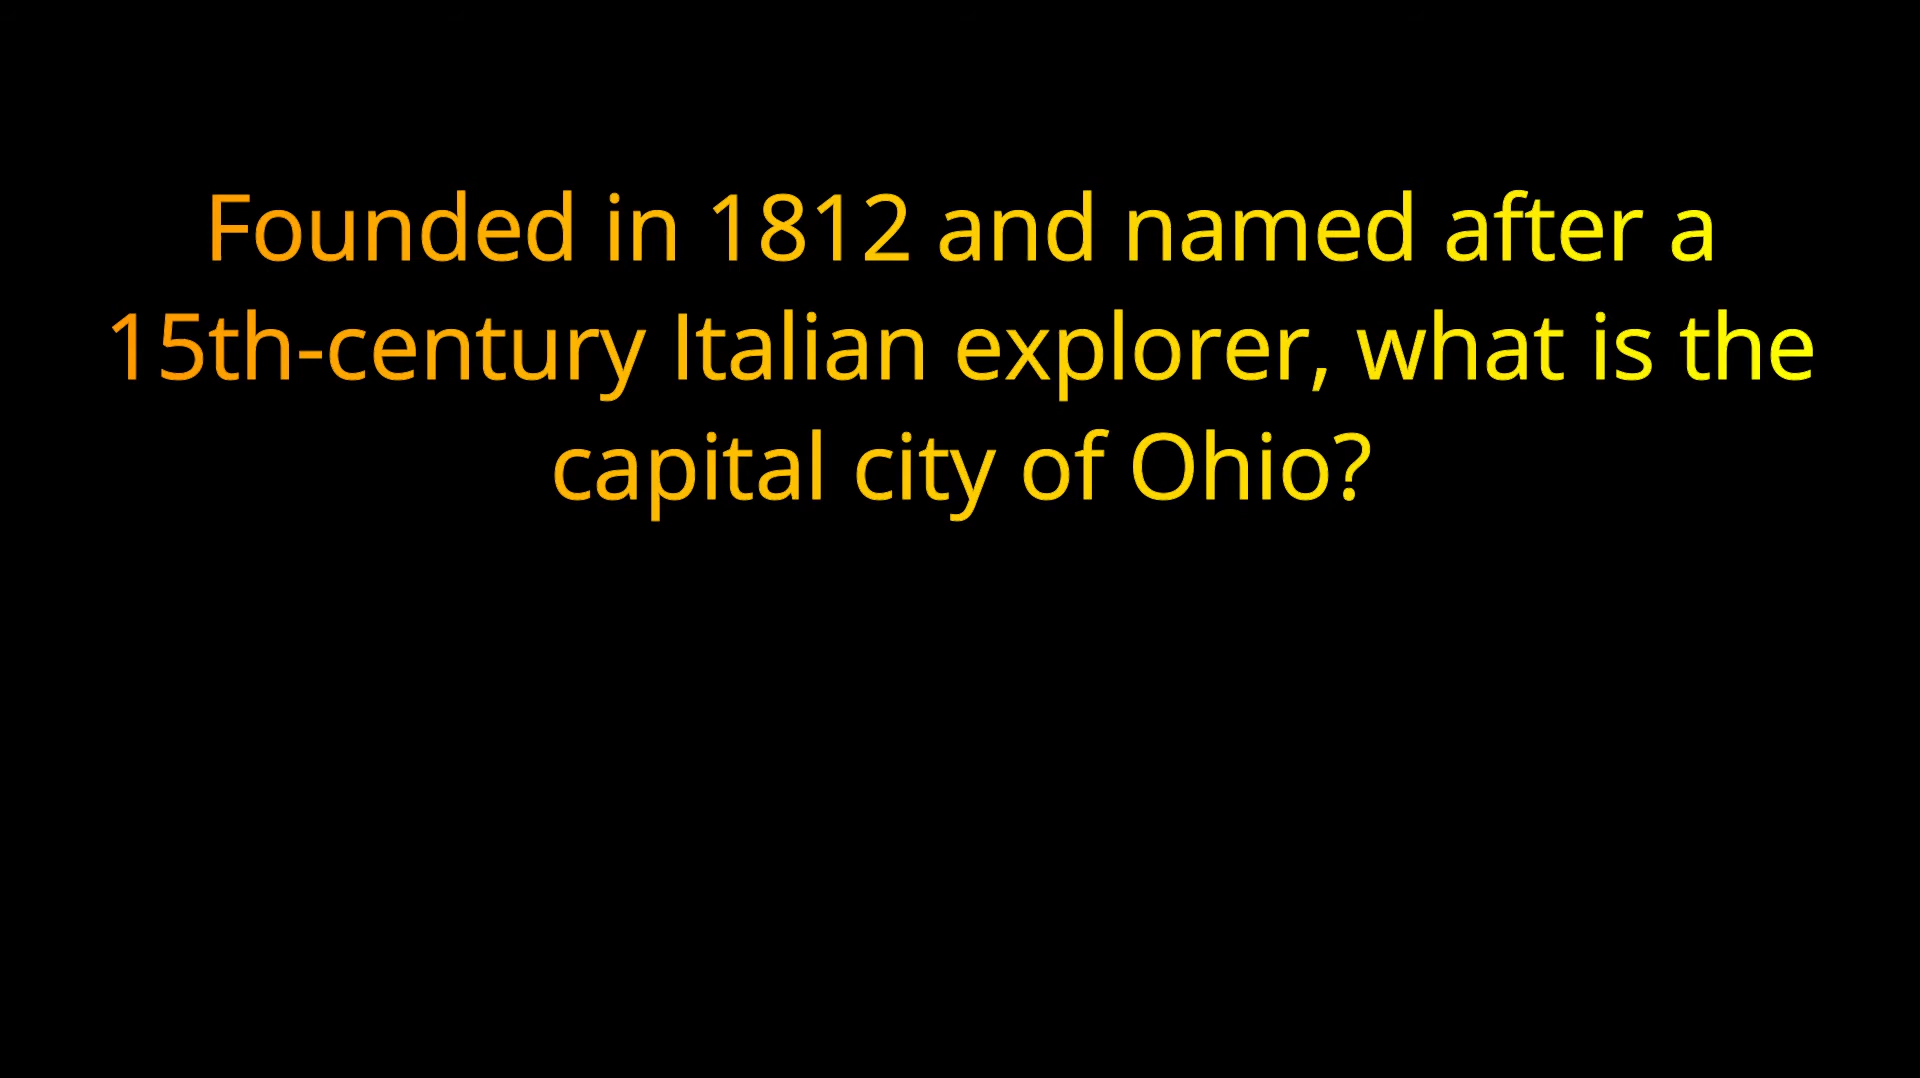 Founded in 1812 and named after a
15th-century Italian explorer, what is the
capital city of Ohio?